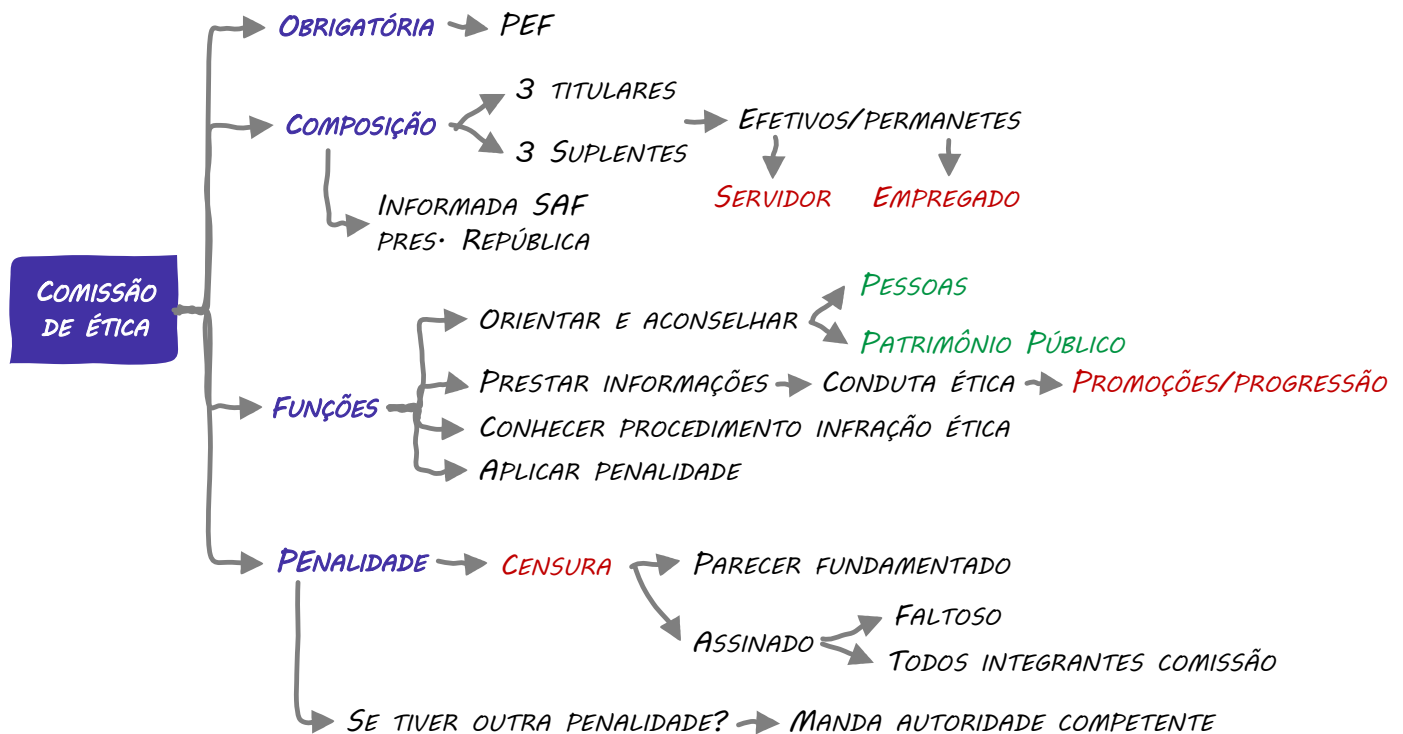 Obrigatória
PEF
3 titulares
Composição
Efetivos/permanetes
3 Suplentes
Servidor
Empregado
Informada SAF
pres. República
Comissão
de ética
Pessoas
Orientar e aconselhar
Patrimônio Público
Prestar informações
Conduta ética
Promoções/progressão
Funções
Conhecer procedimento infração ética
Aplicar penalidade
PEnalidade
Censura
Parecer fundamentado
Faltoso
Assinado
Todos integrantes comissão
Se tiver outra penalidade?
Manda autoridade competente